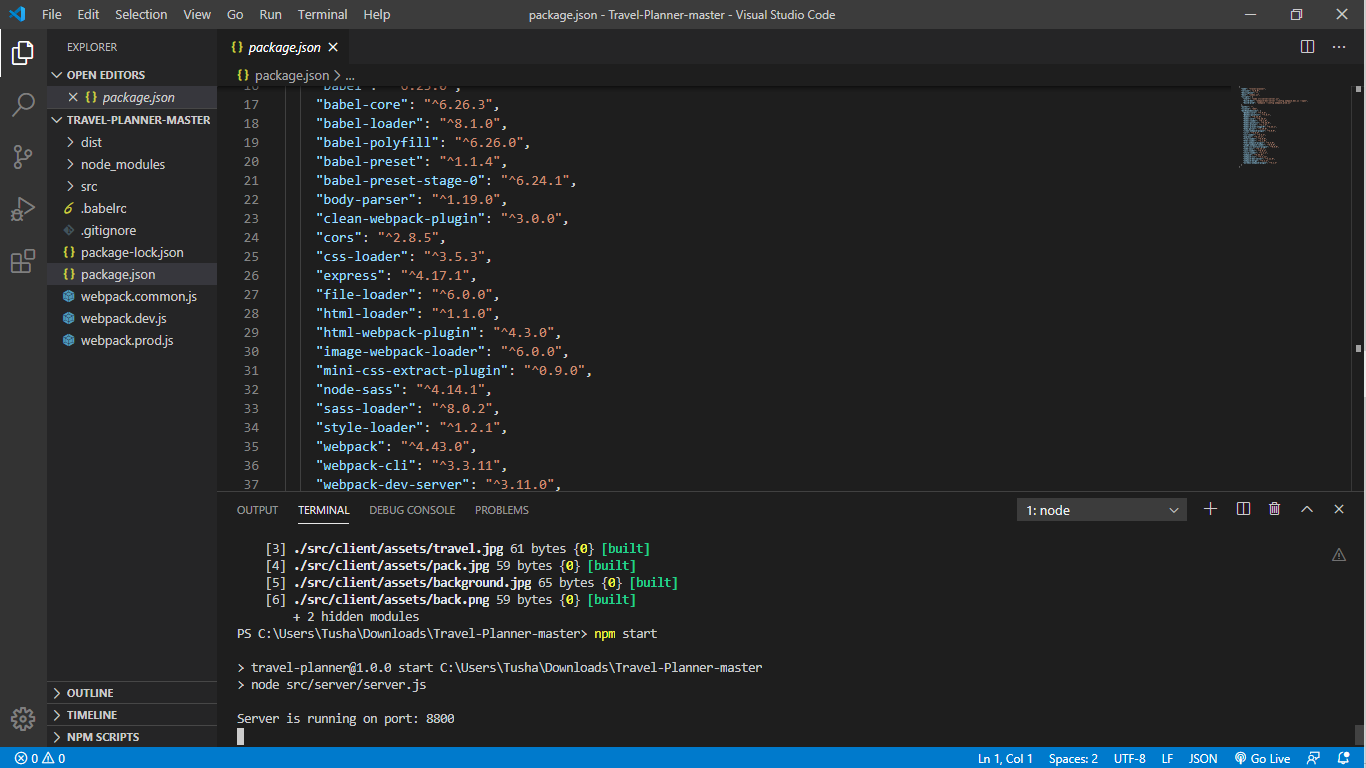 File Edit Selection View Go Run Terminal Help package.json - Travel-Planner-master - Visual Studio Code
EXPLORER
OPEN EDITORS
package.json
TRAVEL-PLANNER-MASTER
dist
node_modules
src
.babelrc
.gitignore
package-lock.json
package.json
webpack.common.js
webpack.dev.js
webpack.prod.js
OUTLINE
TIMELINE
NPM SCRIPTS
{} package.json
{} package.json > ...
17 "babel-core": "^6.26.3",
18 "babel-loader": "^8.1.0",
19 "babel-polyfill": "^6.26.0",
20 "babel-preset": "^1.1.4",
21 "babel-preset-stage-0": "^6.24.1",
22 "body-parser": "^1.19.0",
23 "clean-webpack-plugin": "^3.0.0",
24 "cors": "^2.8.5",
25 "css-loader": "^3.5.3",
26 "express": "^4.17.1",
27 "file-loader": "^6.0.0",
28 "html-loader": "^1.1.0",
29 "html-webpack-plugin": "^4.3.0",
30 "image-webpack-loader": "^6.0.0",
31 "mini-css-extract-plugin": "^0.9.0",
32 "node-sass": "^4.14.1",
33 "sass-loader": "^8.0.2",
34 "style-loader": "^1.2.1",
35 "webpack": "^4.43.0",
36 "webpack-cli": "^3.3.11",
37 "webpack-dev-server": "^3.11.0",
OUTPUT TERMINAL DEBUG CONSOLE PROBLEMS 1: node
[3] ./src/client/assets/travel.jpg 61 bytes {0} [built]
[4] ./src/client/assets/pack.jpg 59 bytes {0} [built]
[5] ./src/client/assets/background.jpg 65 bytes {0} [built]
[6] ./src/client/assets/back.png 59 bytes {0} [built]
+ 2 hidden modules
PS C:\Users\Tusha\Downloads\Travel-Planner-master> npm start
> travel-planner@1.0.0 start C:\Users\Tusha\Downloads\Travel-Planner-master
> node src/server/server.js
Server is running on port: 8800
0 0 Ln 1, Col 1 Spaces: 2 UTF-8 LF JSON Go Live